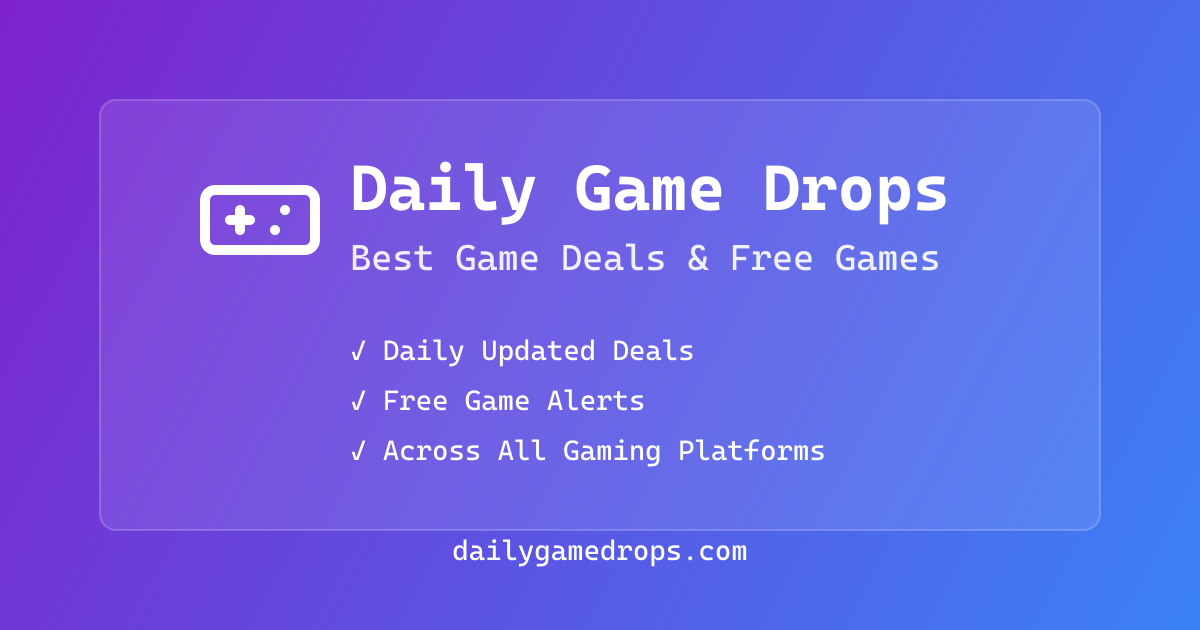 Daily Game Drops
Best Game Deals & Free Games
✓ Daily Updated Deals
✓ Free Game Alerts
✓ Across All Gaming Platforms
dailygamedrops.com